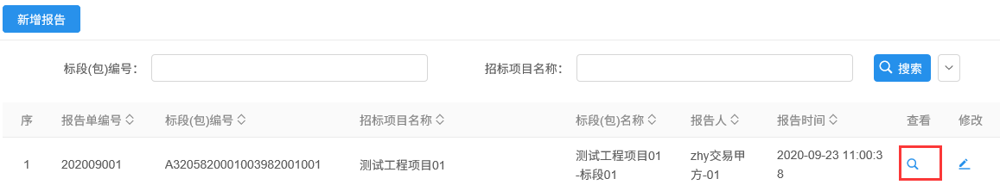 新增报告
标段(包)编号： 招标项目名称： 搜索
序 报告单编号 标段(包)编号 招标项目名称 标段(包)名称 报告人 报告时间 查看 修改
1 202009001 A3205820001003982001001 测试工程项目01 测试工程项目01 zhy交易甲 2020-09-23 11:00:3
-标段01 方-01 8